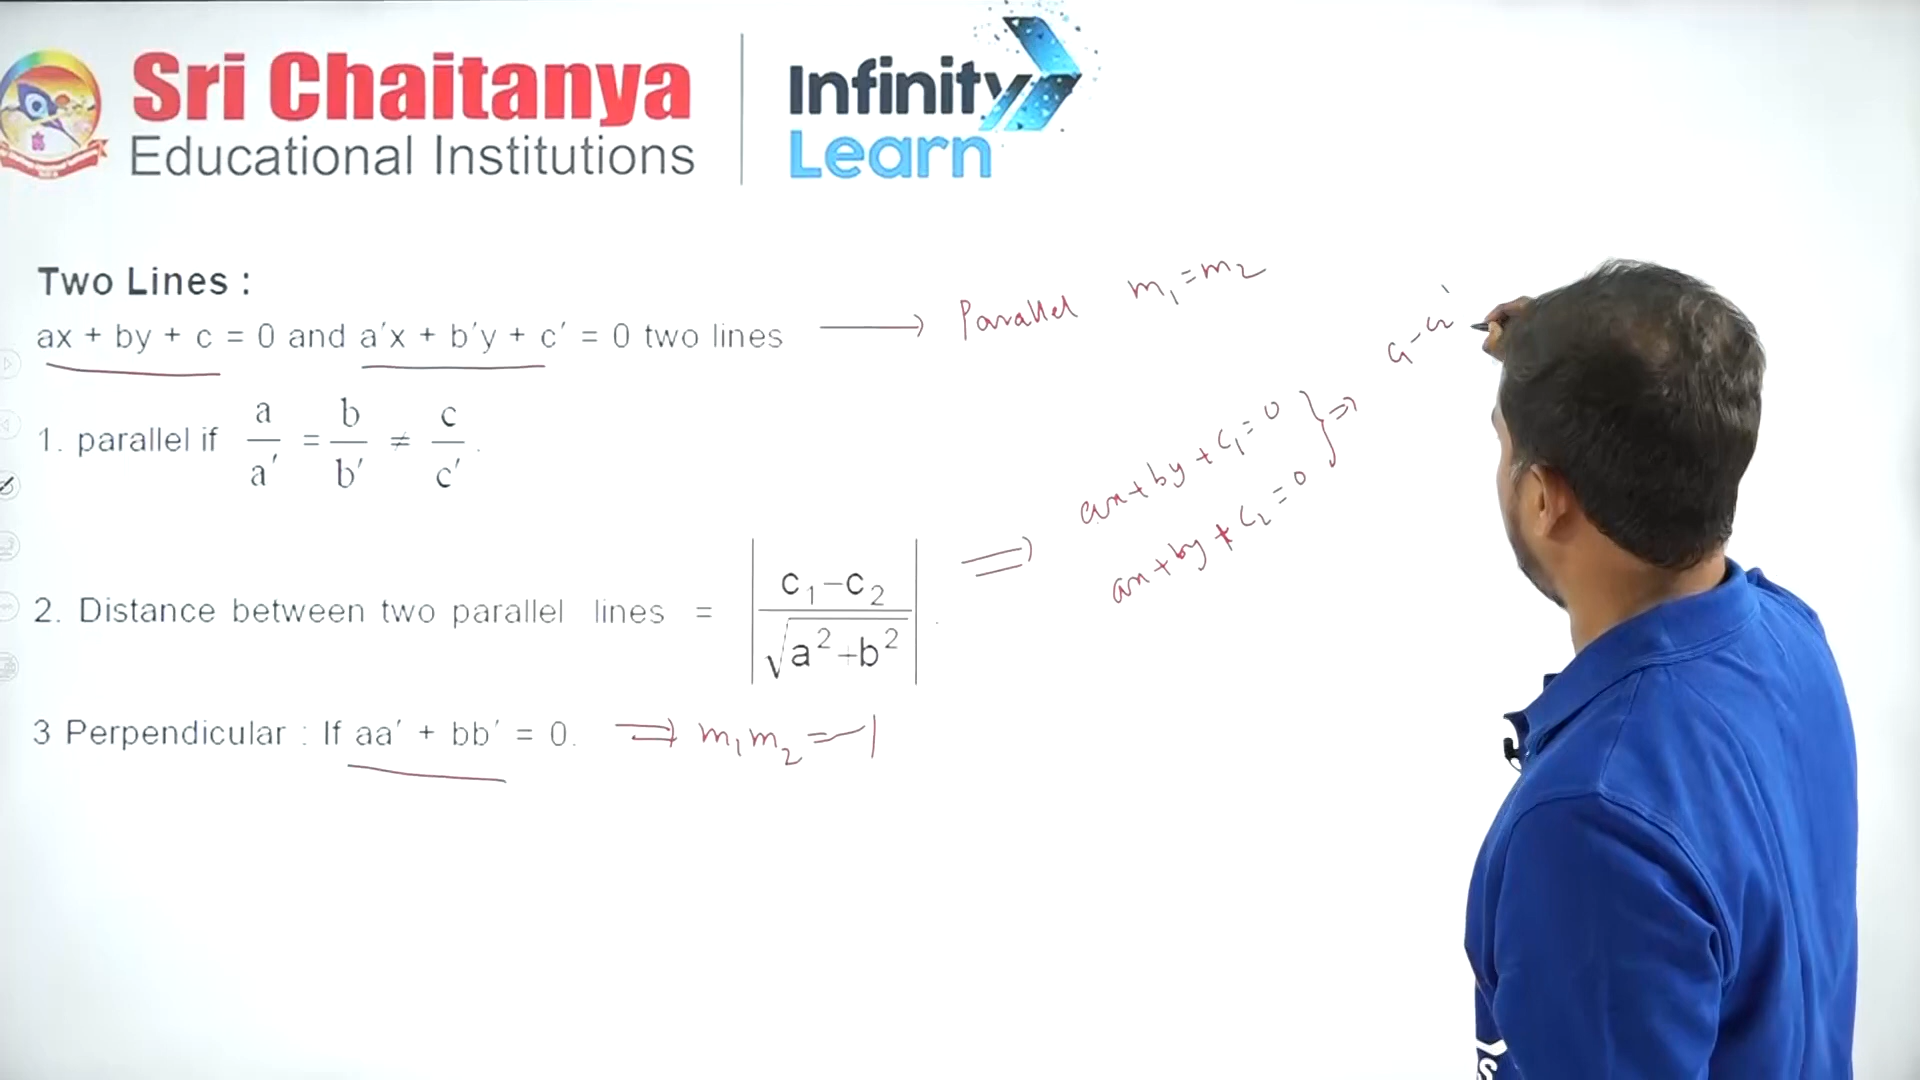 Sri Chaitanya
Educational Institutions
Infinity
Learn
Two Lines :
ax + by + c = 0 and a′x + b′y + c′ = 0 two lines ⟶ Parallel m₁=m₂
1. parallel if a/a′ = b/b′ ≠ c/c′ .
ax+by+c₁=0
ax+by+c₂=0 } ⇒ c₁-c₂
2. Distance between two parallel lines = |(c₁-c₂)/√(a²+b²)| . ⇒
3 Perpendicular : If aa′ + bb′ = 0. ⇒ m₁m₂=-1